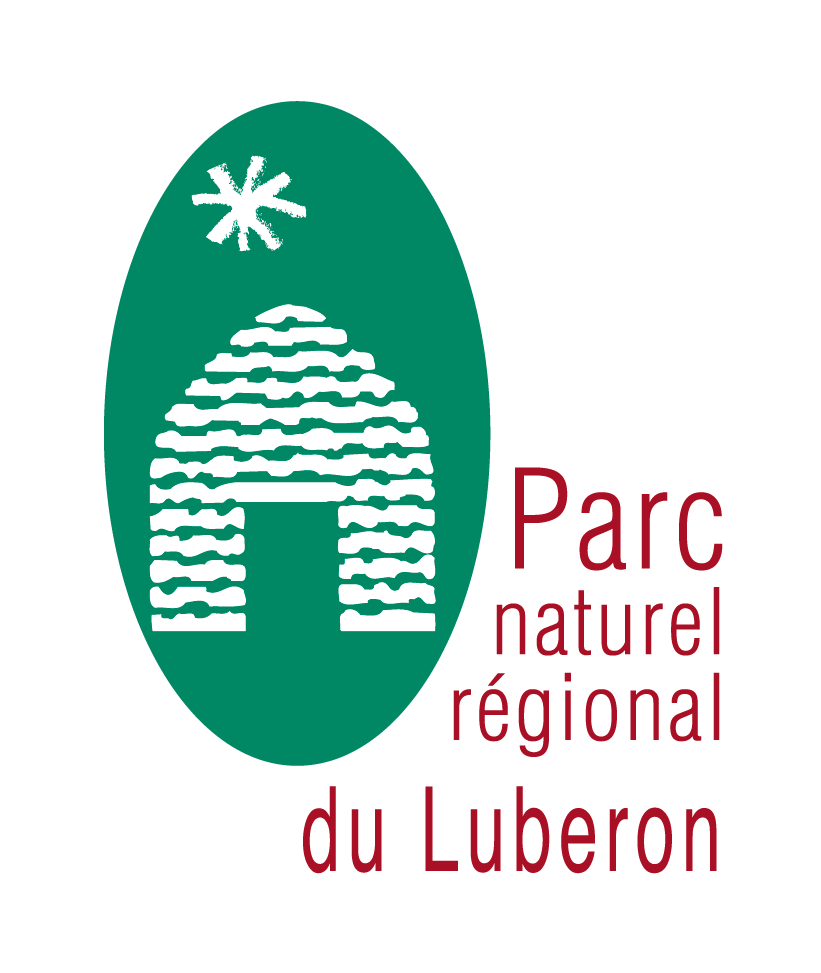 Parc
naturel
régional
du Luberon